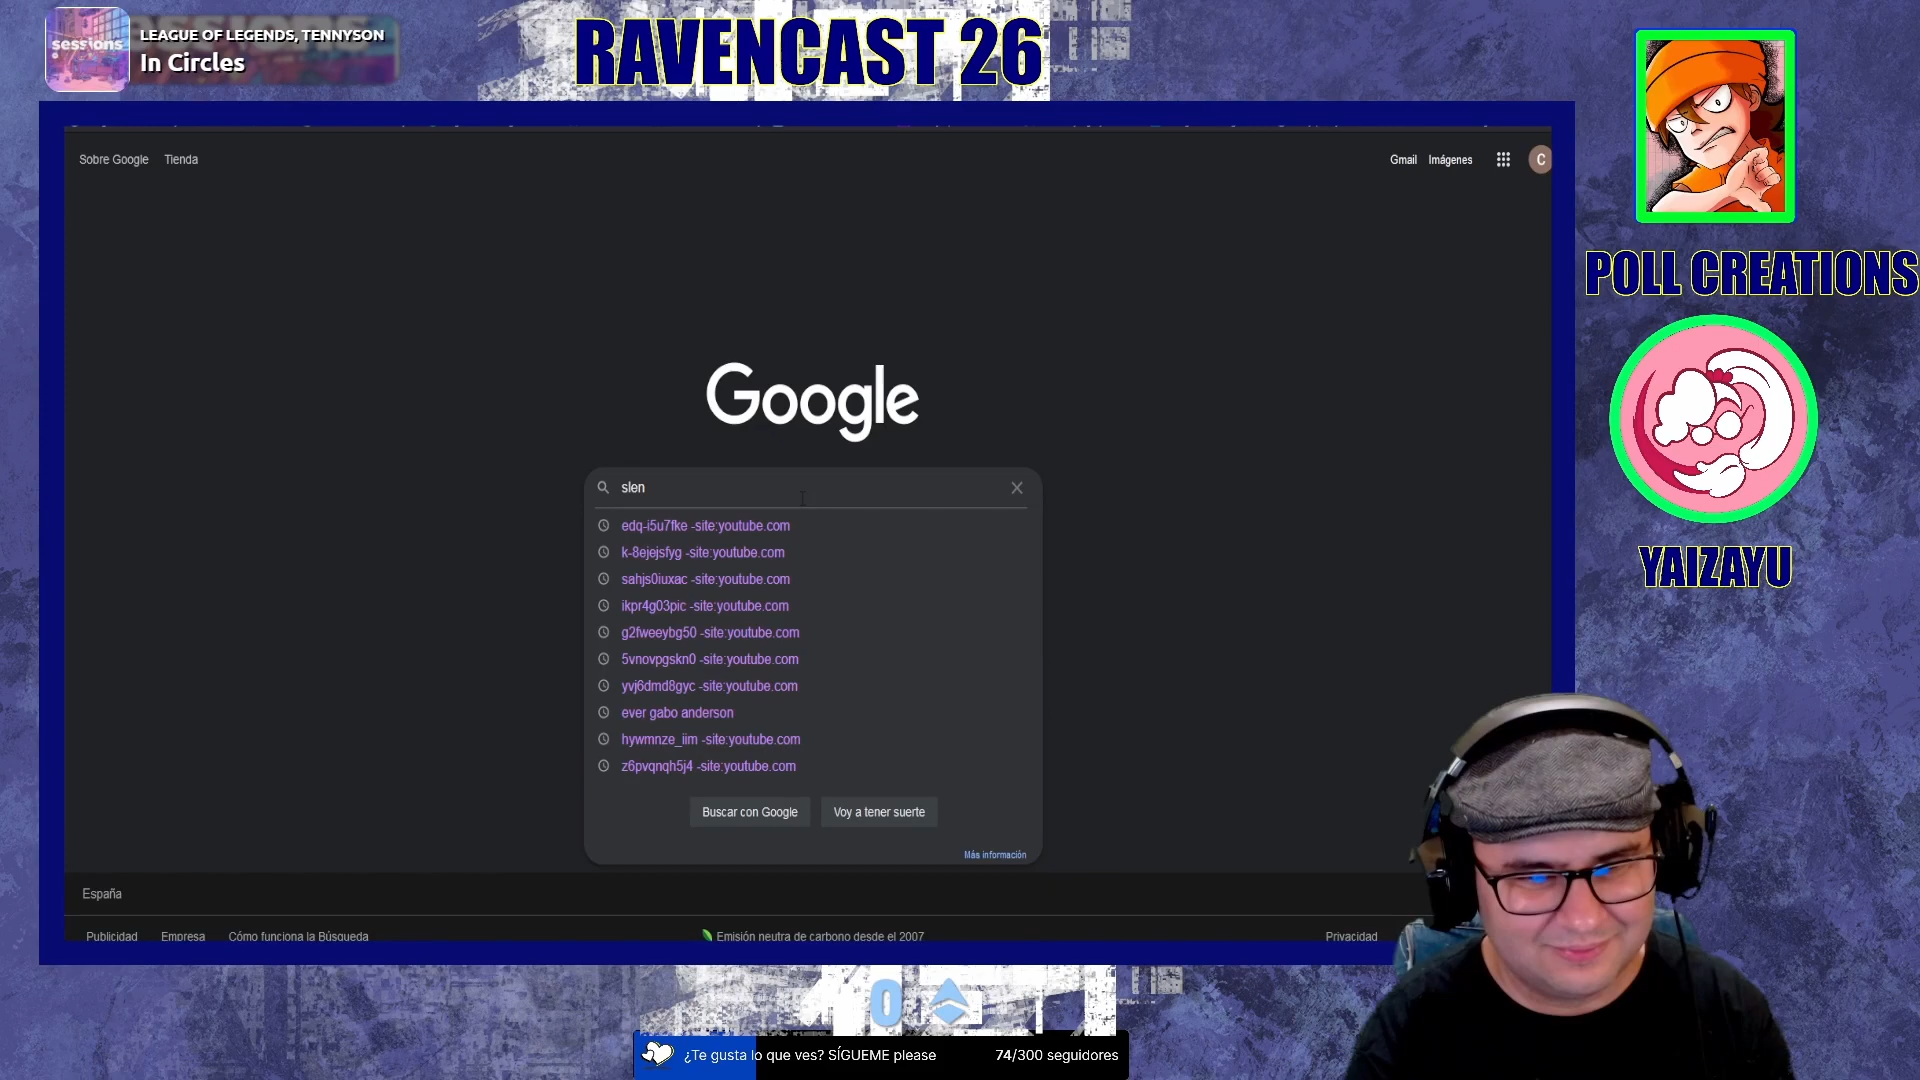 sessions
LEAGUE OF LEGENDS, TENNYSON
In Circles
RAVENCAST 26
Sobre Google Tienda
Gmail Imágenes
C
Google
slen
edq-i5u7fke -site:youtube.com
k-8ejejsfyg -site:youtube.com
sahjs0iuxac -site:youtube.com
ikpr4g03pic -site:youtube.com
g2fweeybg50 -site:youtube.com
5vnovpgskn0 -site:youtube.com
yvj6dmd8gyc -site:youtube.com
ever gabo anderson
hywmnze_iim -site:youtube.com
z6pvqnqh5j4 -site:youtube.com
Buscar con Google Voy a tener suerte
Más información
España
Publicidad Empresa Cómo funciona la Búsqueda
Emisión neutra de carbono desde el 2007
Privacidad
POLL CREATIONS
YAIZAYU
0
¿Te gusta lo que ves? SÍGUEME please 74/300 seguidores